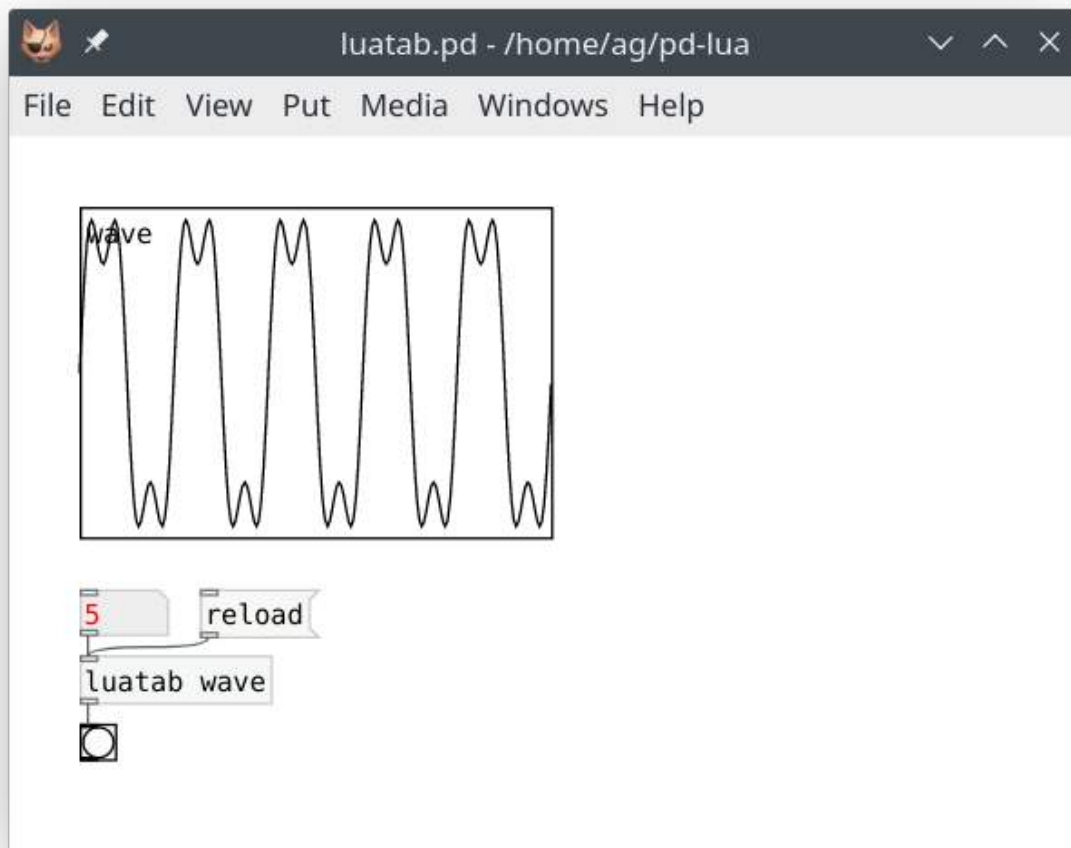 luatab.pd - /home/ag/pd-lua
File Edit View Put Media Windows Help
wave
5
reload
luatab wave